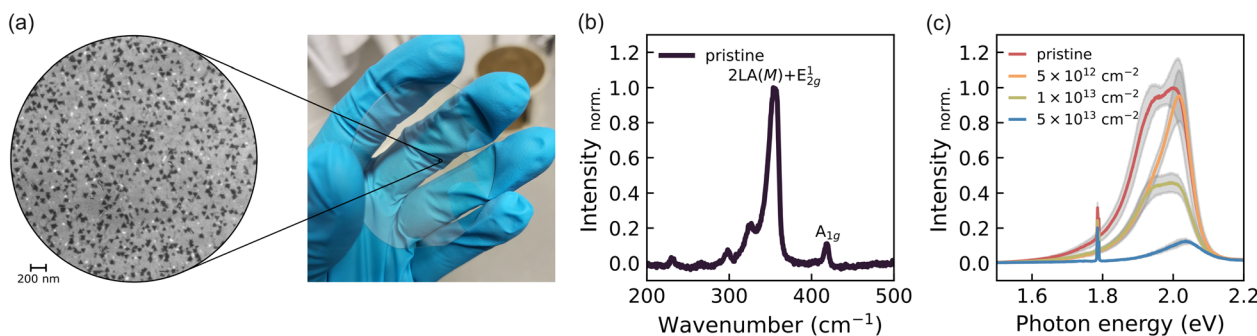 (a)
200 nm
(b)
Intensity norm.
1.2
1.0
0.8
0.6
0.4
0.2
0.0
pristine
2LA(M)+E¹₂g
A₁g
200 300 400 500
Wavenumber (cm⁻¹)
(c)
Intensity norm.
1.2
1.0
0.8
0.6
0.4
0.2
0.0
pristine
5 × 10¹² cm⁻²
1 × 10¹³ cm⁻²
5 × 10¹³ cm⁻²
1.6 1.8 2.0 2.2
Photon energy (eV)